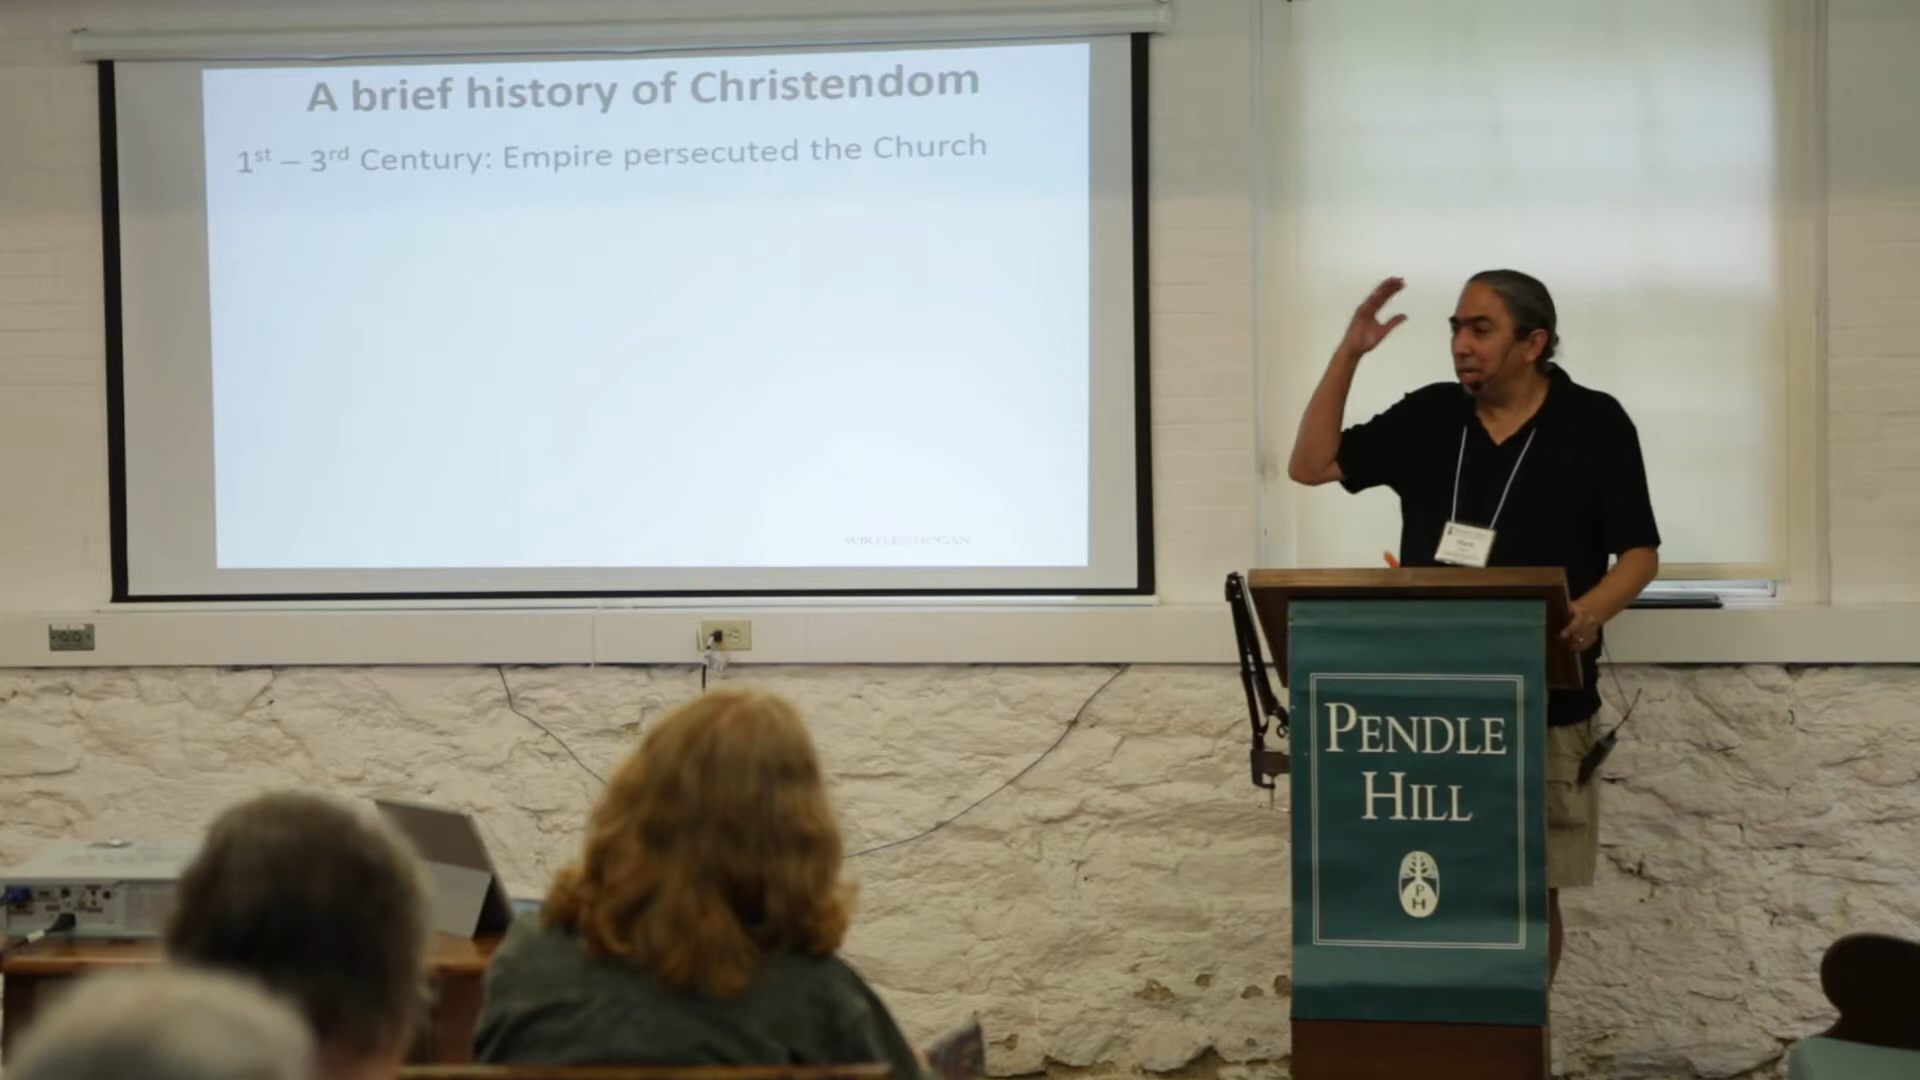 A brief history of Christendom
1st – 3rd Century: Empire persecuted the Church
PENDLE
HILL
P
H